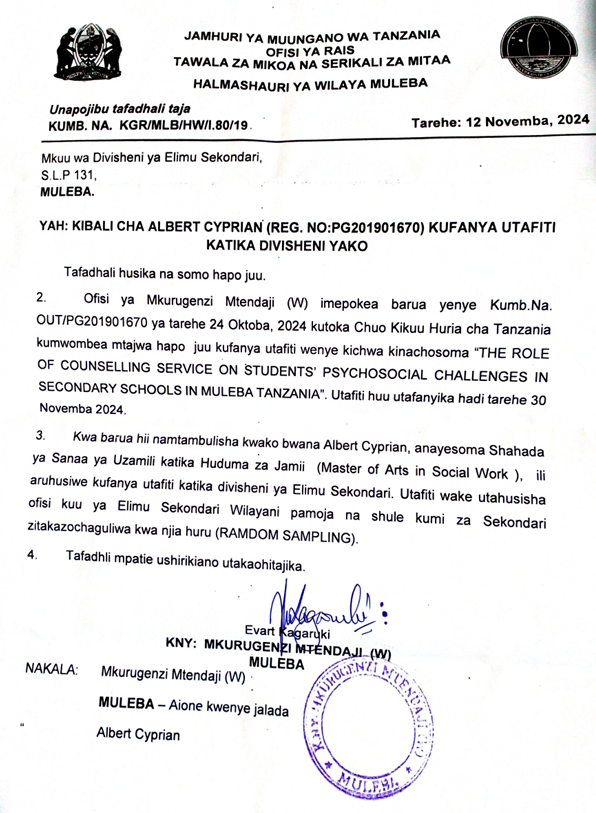 JAMHURI YA MUUNGANO WA TANZANIA
OFISI YA RAIS
TAWALA ZA MIKOA NA SERIKALI ZA MITAA
HALMASHAURI YA WILAYA MULEBA
Unapojibu tafadhali taja
KUMB. NA. KGR/MLB/HW/I.80/19
Tarehe: 12 Novemba, 2024
Mkuu wa Divisheni ya Elimu Sekondari,
S.L.P 131,
MULEBA.
YAH: KIBALI CHA ALBERT CYPRIAN (REG. NO:PG201901670) KUFANYA UTAFITI
KATIKA DIVISHENI YAKO
Tafadhali husika na somo hapo juu.
2. Ofisi ya Mkurugenzi Mtendaji (W) imepokea barua yenye Kumb.Na.
OUT/PG201901670 ya tarehe 24 Oktoba, 2024 kutoka Chuo Kikuu Huria cha Tanzania
kumwombea mtajwa hapo juu kufanya utafiti wenye kichwa kinachosoma “THE ROLE
OF COUNSELLING SERVICE ON STUDENTS’ PSYCHOSOCIAL CHALLENGES IN
SECONDARY SCHOOLS IN MULEBA TANZANIA”. Utafiti huu utafanyika hadi tarehe 30
Novemba 2024.
3. Kwa barua hii namtambulisha kwako bwana Albert Cyprian, anayesoma Shahada
ya Sanaa ya Uzamili katika Huduma za Jamii (Master of Arts in Social Work ), ili
aruhusiwe kufanya utafiti katika divisheni ya Elimu Sekondari. Utafiti wake utahusisha
ofisi kuu ya Elimu Sekondari Wilayani pamoja na shule kumi za Sekondari
zitakazochaguliwa kwa njia huru (RAMDOM SAMPLING).
4. Tafadhli mpatie ushirikiano utakaohitajika.
Evart Kagaruki
KNY: MKURUGENZI MTENDAJI (W)
MULEBA
NAKALA: Mkurugenzi Mtendaji (W)
MULEBA – Aione kwenye jalada
Albert Cyprian
KNY: MKURUGENZI MTENDAJI (W)
MULEBA